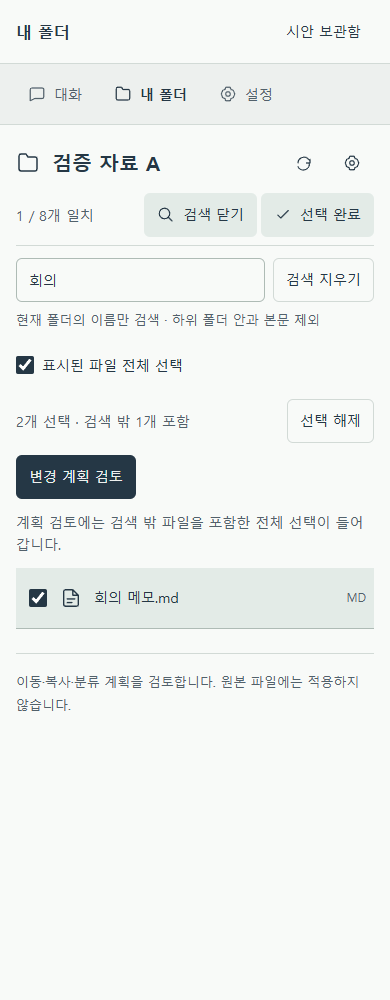 내 폴더
시안 보관함
대화 내 폴더 설정
검증 자료 A
1 / 8개 일치
검색 닫기 선택 완료
회의
검색 지우기
현재 폴더의 이름만 검색 · 하위 폴더 안과 본문 제외
표시된 파일 전체 선택
2개 선택 · 검색 밖 1개 포함
선택 해제
변경 계획 검토
계획 검토에는 검색 밖 파일을 포함한 전체 선택이 들어
갑니다.
회의 메모.md MD
이동·복사·분류 계획을 검토합니다. 원본 파일에는 적용하지
않습니다.